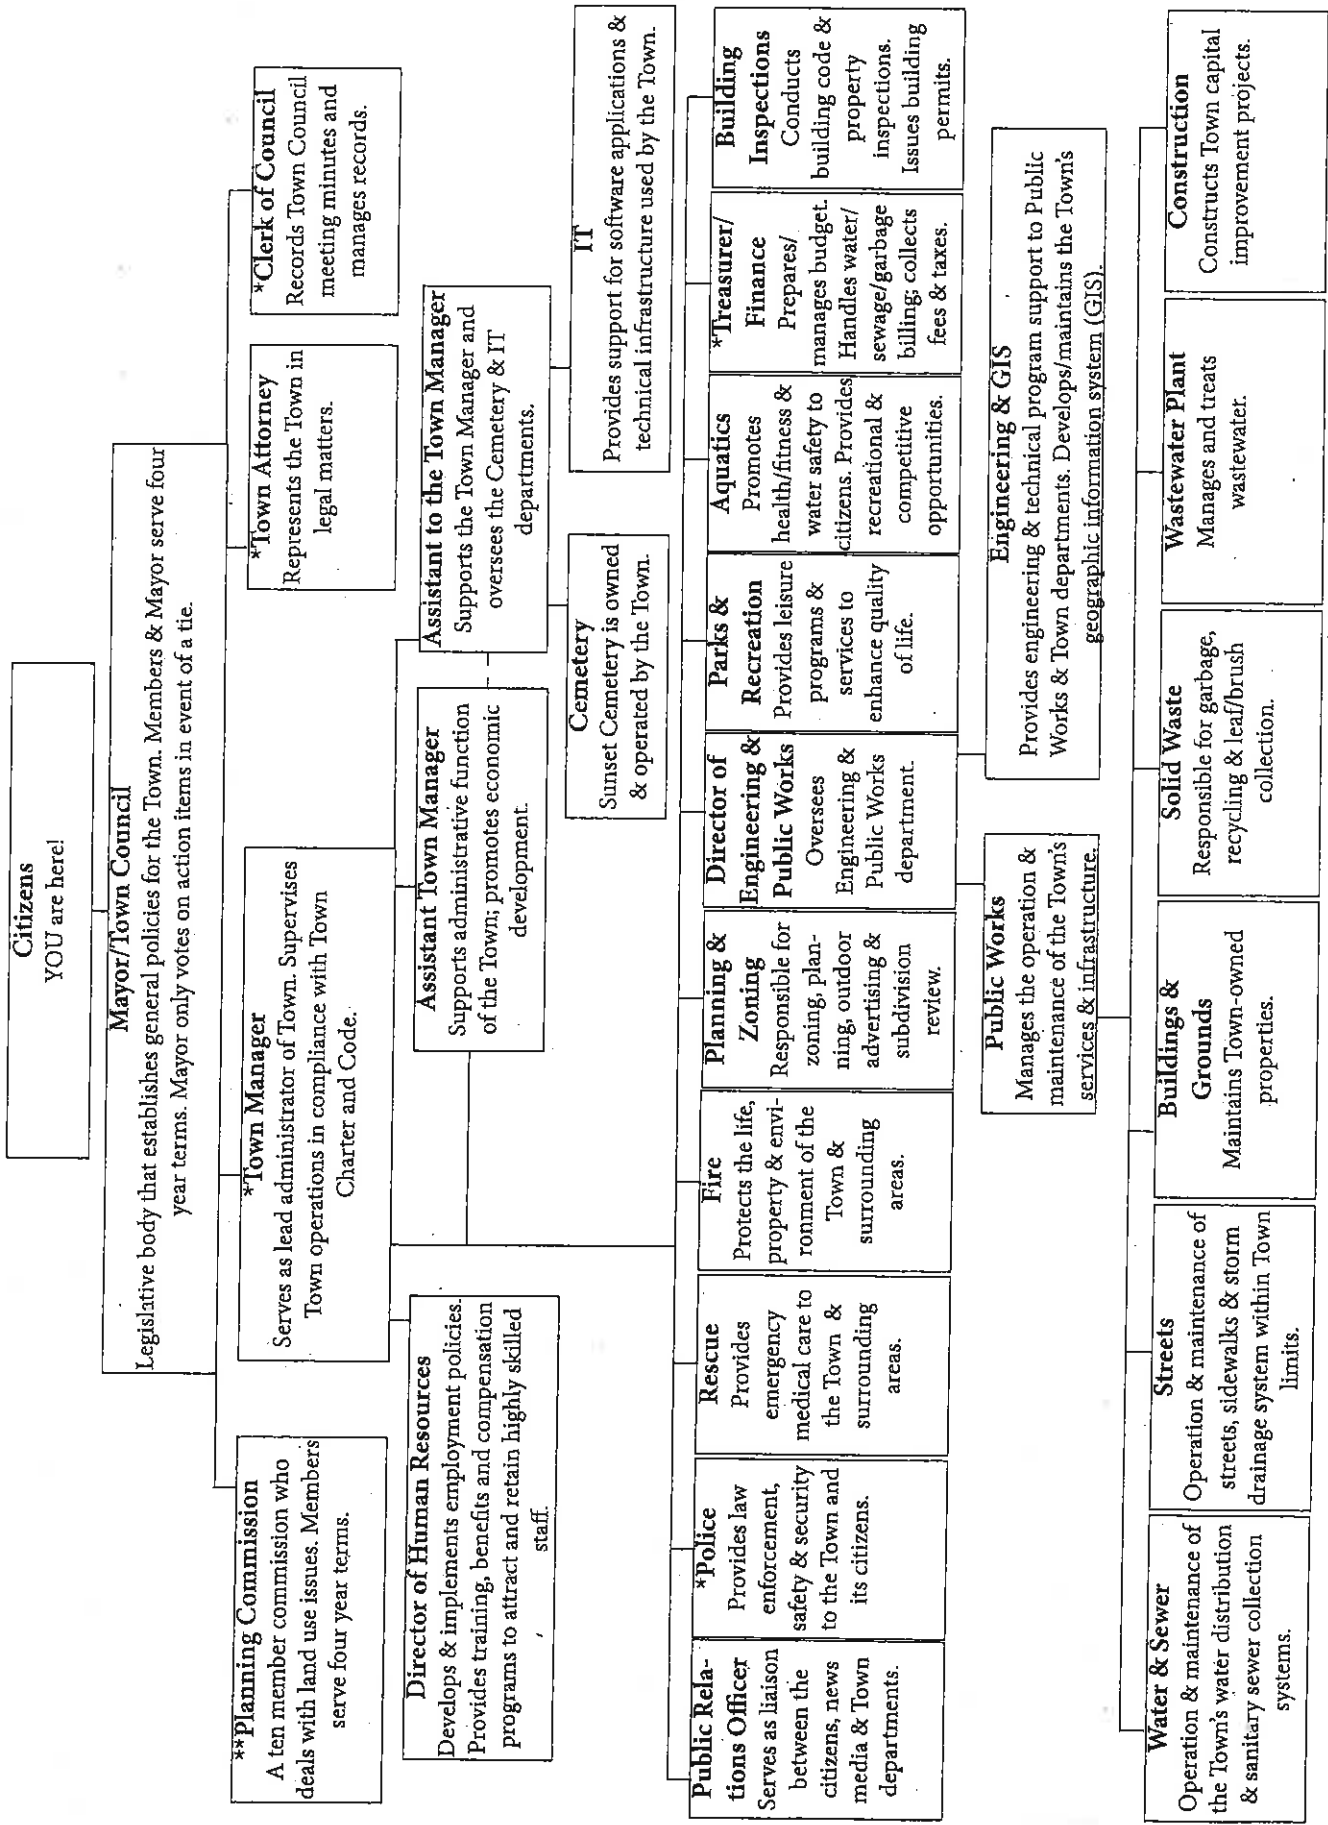 Citizens
YOU are here!
Mayor/Town Council
Legislative body that establishes general policies for the Town. Members & Mayor serve four
year terms. Mayor only votes on action items in event of a tie.
**Planning Commission
A ten member commission who
deals with land use issues. Members
serve four year terms.
*Town Manager
Serves as lead administrator of Town. Supervises
Town operations in compliance with Town
Charter and Code.
*Town Attorney
Represents the Town in
legal matters.
*Clerk of Council
Records Town Council
meeting minutes and
manages records.
Director of Human Resources
Develops & implements employment policies.
Provides training, benefits and compensation
programs to attract and retain highly skilled
staff.
Assistant Town Manager
Supports administrative function
of the Town; promotes economic
development.
Assistant to the Town Manager
Supports the Town Manager and
oversees the Cemetery & IT
departments.
Cemetery
Sunset Cemetery is owned
& operated by the Town.
IT
Provides support for software applications &
technical infrastructure used by the Town.
Public Rela-
tions Officer
Serves as liaison
between the
citizens, news
media & Town
departments.
*Police
Provides law
enforcement,
safety & security
to the Town and
its citizens.
Rescue
Provides
emergency
medical care to
the Town &
surrounding
areas.
Fire
Protects the life,
property & envi-
ronment of the
Town &
surrounding
areas.
Planning &
Zoning
Responsible for
zoning, plan-
ning, outdoor
advertising &
subdivision
review.
Director of
Engineering &
Public Works
Oversees
Engineering &
Public Works
department.
Parks &
Recreation
Provides leisure
programs &
services to
enhance quality
of life.
Aquatics
Promotes
health/fitness &
water safety to
citizens. Provides
recreational &
competitive
opportunities.
*Treasurer/
Finance
Prepares/
manages budget.
Handles water/
sewage/garbage
billing; collects
fees & taxes.
Building
Inspections
Conducts
building code &
property
inspections.
Issues building
permits.
Public Works
Manages the operation &
maintenance of the Town's
services & infrastructure.
Engineering & GIS
Provides engineering & technical program support to Public
Works & Town departments. Develops/maintains the Town's
geographic information system (GIS).
Water & Sewer
Operation & maintenance of
the Town's water distribution
& sanitary sewer collection
systems.
Streets
Operation & maintenance of
streets, sidewalks & storm
drainage system within Town
limits.
Buildings &
Grounds
Maintains Town-owned
properties.
Solid Waste
Responsible for garbage,
recycling & leaf/brush
collection.
Wastewater Plant
Manages and treats
wastewater.
Construction
Constructs Town capital
improvement projects.